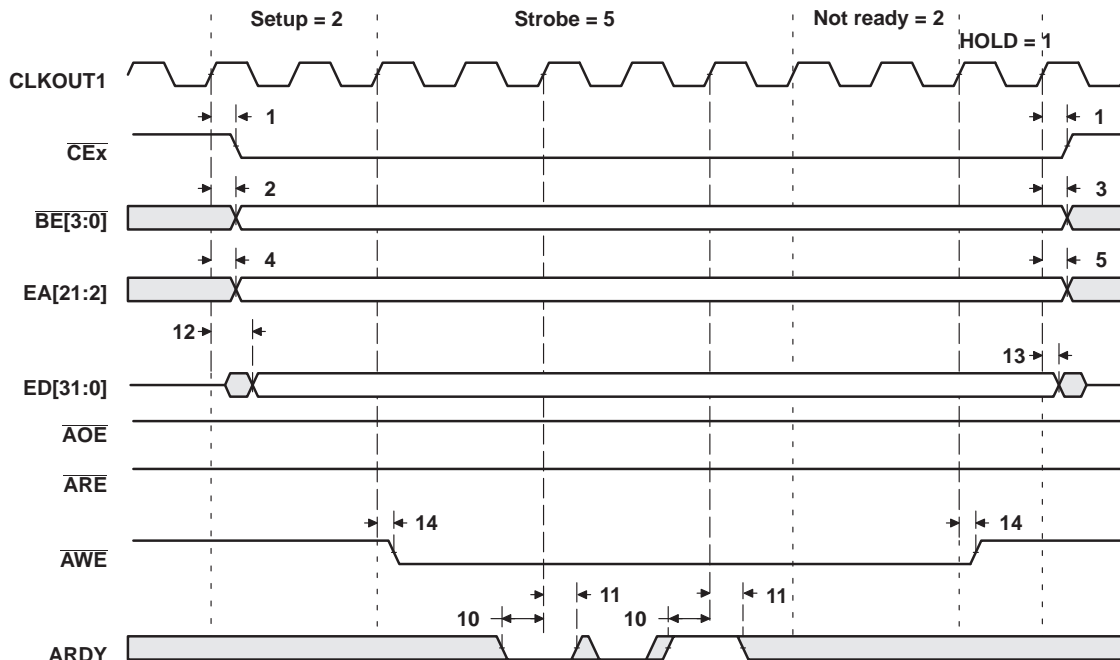 Setup = 2 Strobe = 5 Not ready = 2
HOLD = 1
CLKOUT1
1 1
CEx
2 3
BE[3:0]
4 5
EA[21:2]
12
13
ED[31:0]
AOE
ARE
14 14
AWE
11 11
10 10
ARDY